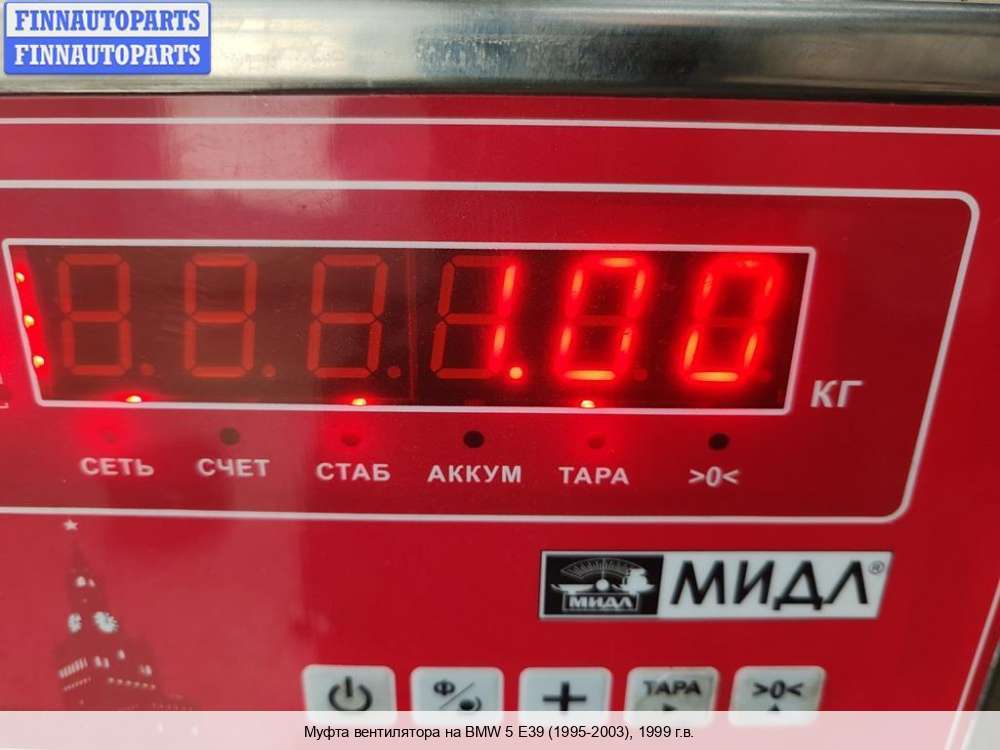 FINNAUTOPARTS
FINNAUTOPARTS
1.00
КГ
СЕТЬ СЧЕТ СТАБ АККУМ ТАРА >0<
МИДЛ МИДЛ®
Ф + ТАРА >0<
Муфта вентилятора на BMW 5 E39 (1995-2003), 1999 г.в.